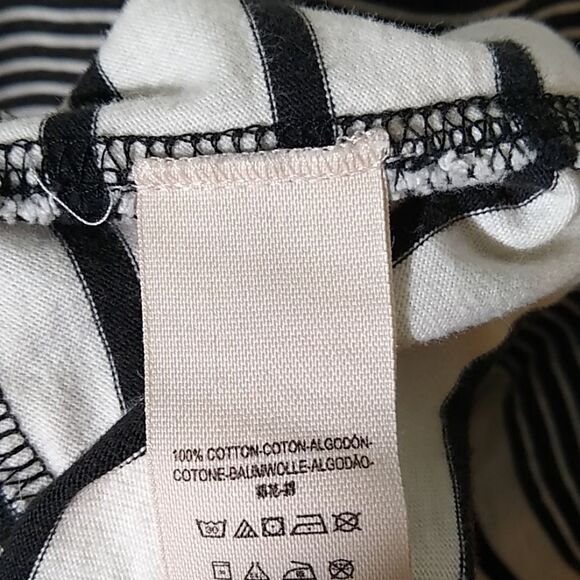 100% COTTON-COTON-ALGODÓN-
COTONE-BAUMWOLLE-ALGODÃO-